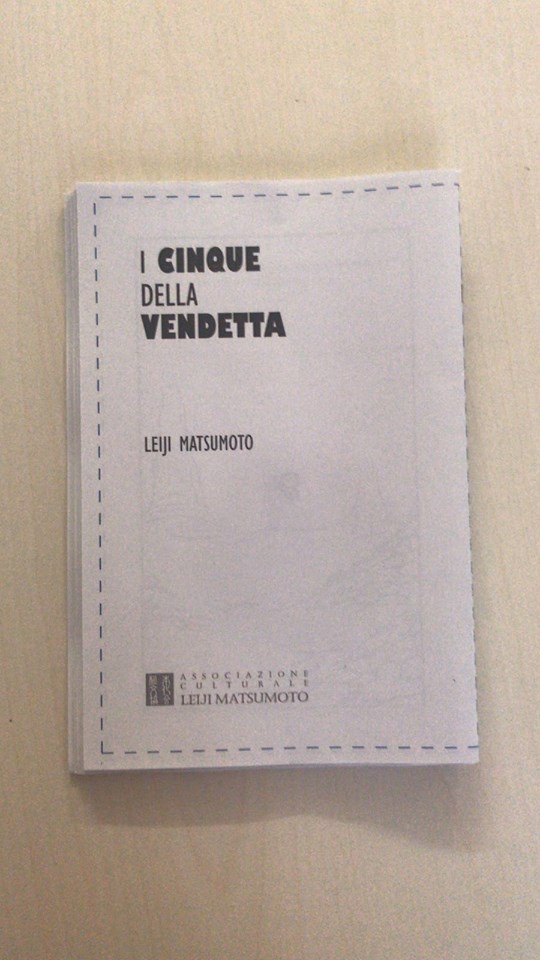 I CINQUE
DELLA
VENDETTA
LEIJI MATSUMOTO
ASSOCIAZIONE
CULTURALE
LEIJI MATSUMOTO